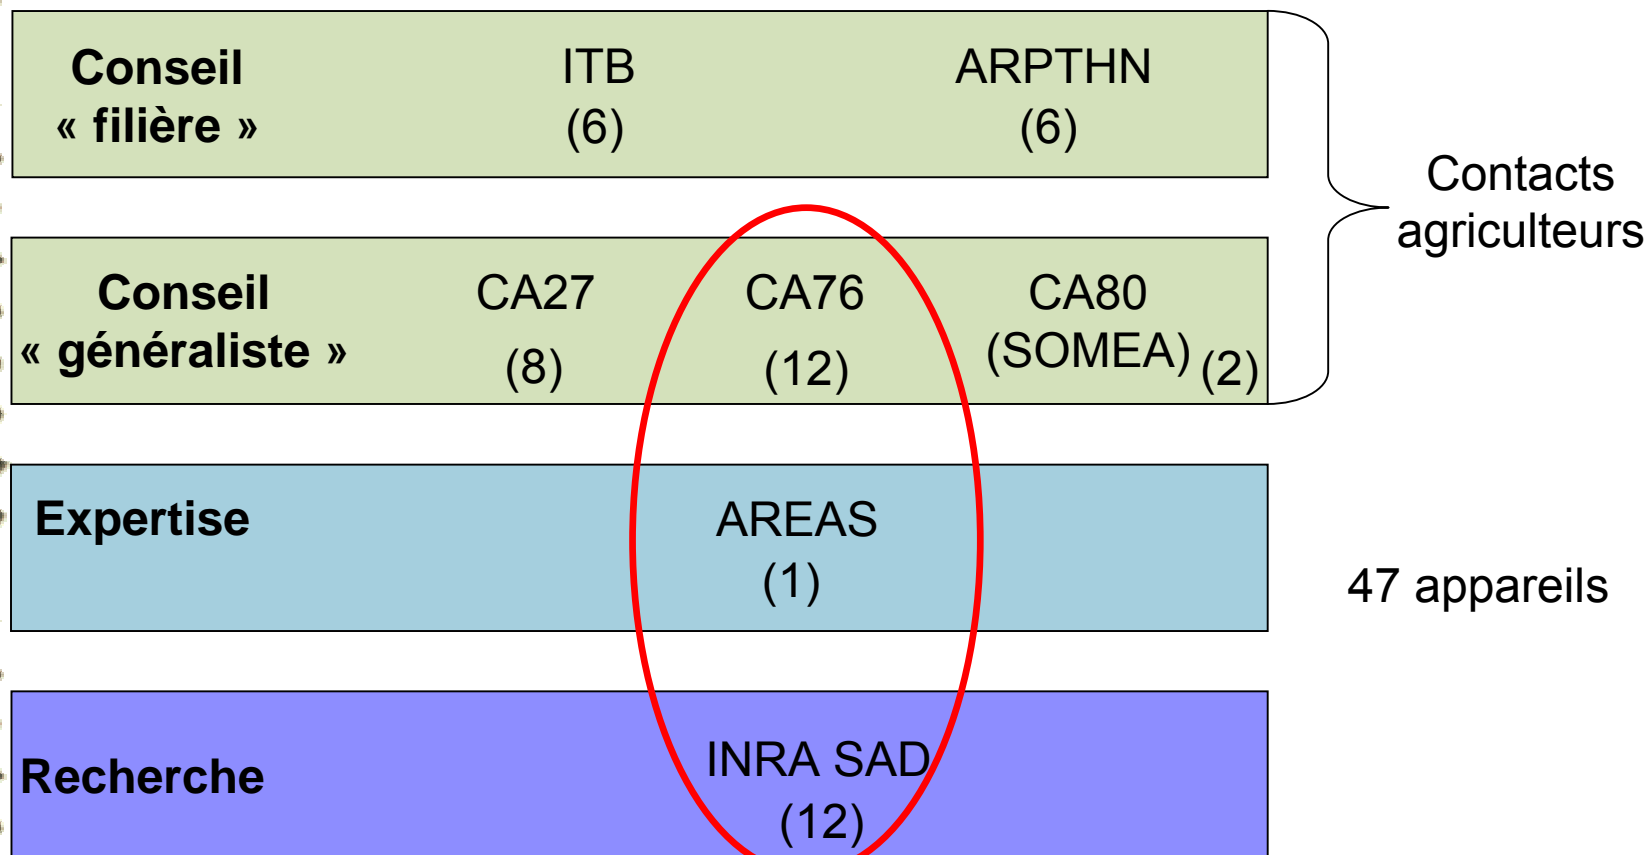 Conseil
« filière »
ITB
(6)
ARPTHN
(6)
Contacts
agriculteurs
Conseil
« généraliste »
CA27
(8)
CA76
(12)
CA80
(SOMEA) (2)
Expertise
AREAS
(1)
47 appareils
Recherche
INRA SAD
(12)